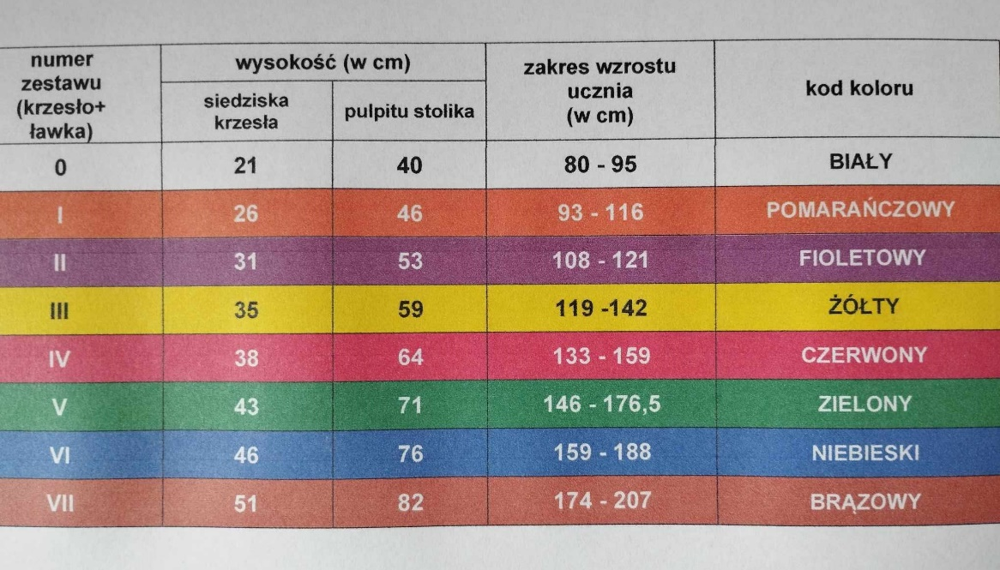 numer
zestawu
(krzesło+
ławka)
wysokość (w cm)
siedziska
krzesła
pulpitu stolika
zakres wzrostu
ucznia
(w cm)
kod koloru
0 21 40 80 - 95 BIAŁY
I 26 46 93 - 116 POMARAŃCZOWY
II 31 53 108 - 121 FIOLETOWY
III 35 59 119 -142 ŻÓŁTY
IV 38 64 133 - 159 CZERWONY
V 43 71 146 - 176,5 ZIELONY
VI 46 76 159 - 188 NIEBIESKI
VII 51 82 174 - 207 BRĄZOWY